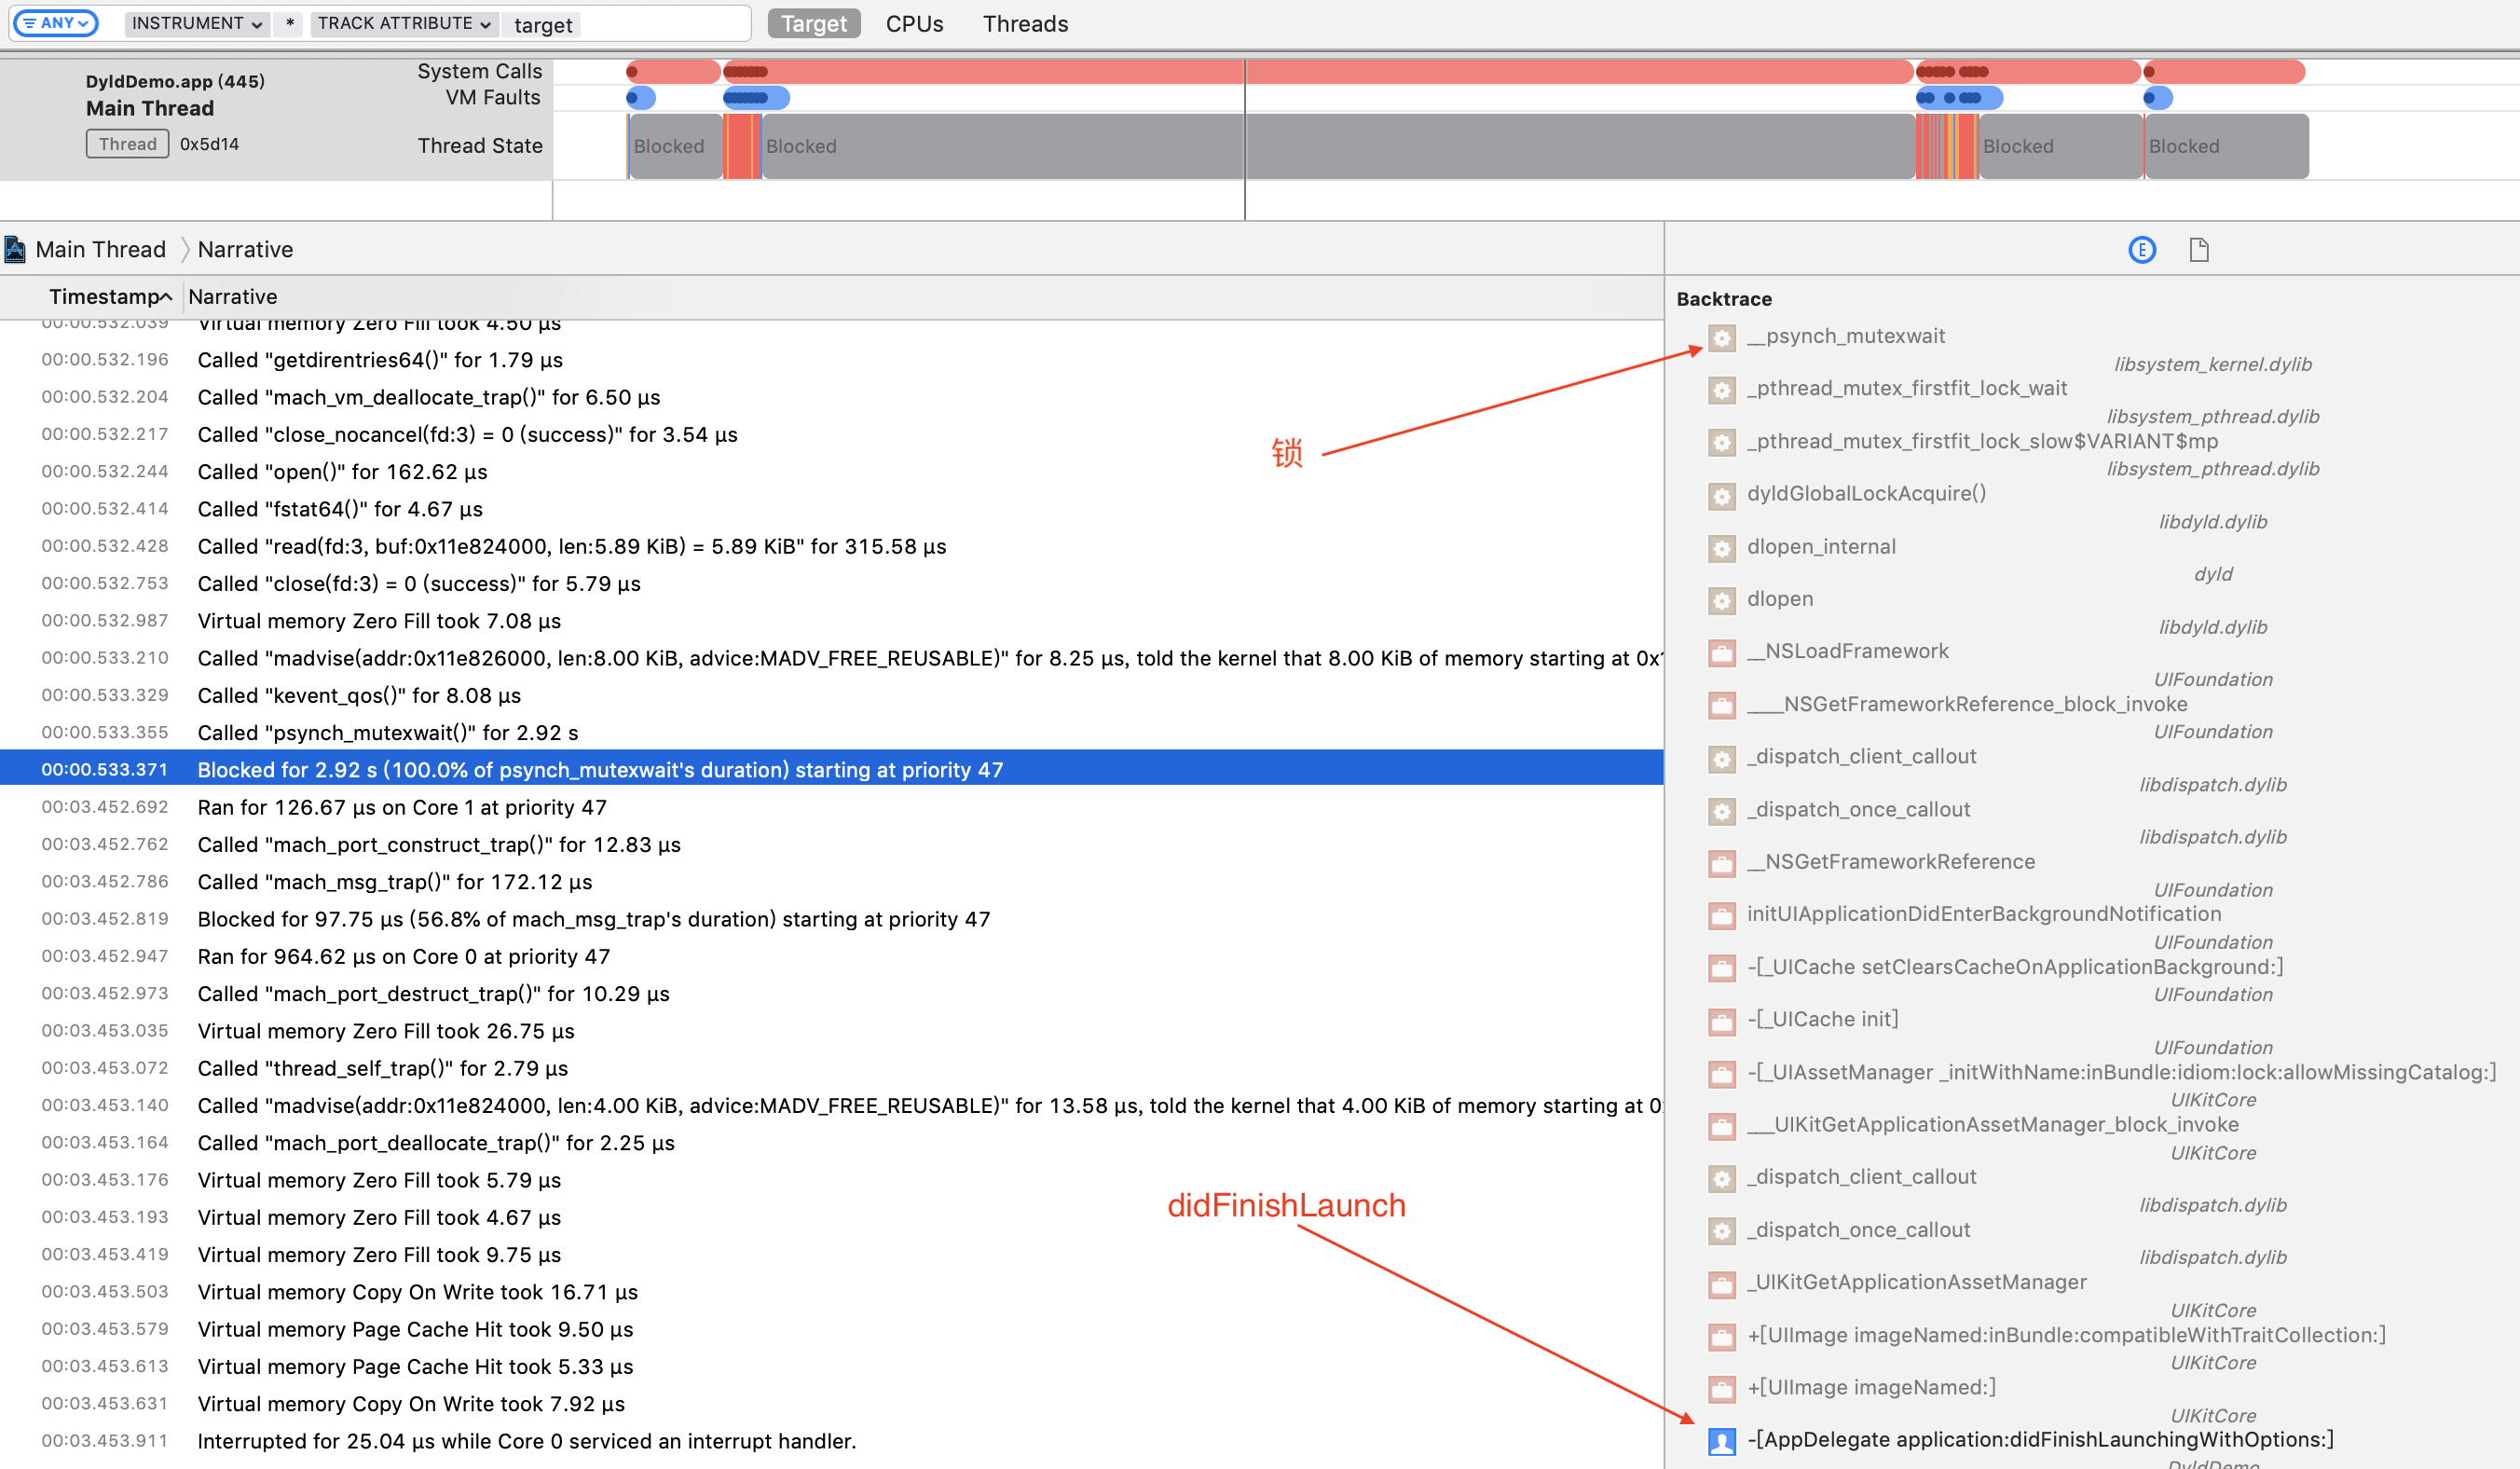 ANY INSTRUMENT * TRACK ATTRIBUTE target Target CPUs Threads
DyldDemo.app (445)
Main Thread
Thread 0x5d14
System Calls
VM Faults
Thread State
Blocked Blocked Blocked Blocked
Main Thread Narrative
Timestamp Narrative
00:00.532.039 Virtual memory Zero Fill took 4.50 µs
00:00.532.196 Called "getdirentries64()" for 1.79 µs
00:00.532.204 Called "mach_vm_deallocate_trap()" for 6.50 µs
00:00.532.217 Called "close_nocancel(fd:3) = 0 (success)" for 3.54 µs
00:00.532.244 Called "open()" for 162.62 µs
00:00.532.414 Called "fstat64()" for 4.67 µs
00:00.532.428 Called "read(fd:3, buf:0x11e824000, len:5.89 KiB) = 5.89 KiB" for 315.58 µs
00:00.532.753 Called "close(fd:3) = 0 (success)" for 5.79 µs
00:00.532.987 Virtual memory Zero Fill took 7.08 µs
00:00.533.210 Called "madvise(addr:0x11e826000, len:8.00 KiB, advice:MADV_FREE_REUSABLE)" for 8.25 µs, told the kernel that 8.00 KiB of memory starting at
00:00.533.329 Called "kevent_qos()" for 8.08 µs
00:00.533.355 Called "psynch_mutexwait()" for 2.92 s
00:00.533.371 Blocked for 2.92 s (100.0% of psynch_mutexwait's duration) starting at priority 47
00:03.452.692 Ran for 126.67 µs on Core 1 at priority 47
00:03.452.762 Called "mach_port_construct_trap()" for 12.83 µs
00:03.452.786 Called "mach_msg_trap()" for 172.12 µs
00:03.452.819 Blocked for 97.75 µs (56.8% of mach_msg_trap's duration) starting at priority 47
00:03.452.947 Ran for 964.62 µs on Core 0 at priority 47
00:03.452.973 Called "mach_port_destruct_trap()" for 10.29 µs
00:03.453.035 Virtual memory Zero Fill took 26.75 µs
00:03.453.072 Called "thread_self_trap()" for 2.79 µs
00:03.453.140 Called "madvise(addr:0x11e824000, len:4.00 KiB, advice:MADV_FREE_REUSABLE)" for 13.58 µs, told the kernel that 4.00 KiB of memory starting at
00:03.453.164 Called "mach_port_deallocate_trap()" for 2.25 µs
00:03.453.176 Virtual memory Zero Fill took 5.79 µs
00:03.453.193 Virtual memory Zero Fill took 4.67 µs
00:03.453.419 Virtual memory Zero Fill took 9.75 µs
00:03.453.503 Virtual memory Copy On Write took 16.71 µs
00:03.453.579 Virtual memory Page Cache Hit took 9.50 µs
00:03.453.613 Virtual memory Page Cache Hit took 5.33 µs
00:03.453.631 Virtual memory Copy On Write took 7.92 µs
00:03.453.911 Interrupted for 25.04 µs while Core 0 serviced an interrupt handler.
锁
didFinishLaunch
E
Backtrace
__psynch_mutexwait
libsystem_kernel.dylib
_pthread_mutex_firstfit_lock_wait
libsystem_pthread.dylib
_pthread_mutex_firstfit_lock_slow$VARIANT$mp
libsystem_pthread.dylib
dyldGlobalLockAcquire()
libdyld.dylib
dlopen_internal
dyld
dlopen
libdyld.dylib
__NSLoadFramework
UIFoundation
____NSGetFrameworkReference_block_invoke
UIFoundation
_dispatch_client_callout
libdispatch.dylib
_dispatch_once_callout
libdispatch.dylib
__NSGetFrameworkReference
UIFoundation
initUIApplicationDidEnterBackgroundNotification
UIFoundation
-[_UICache setClearsCacheOnApplicationBackground:]
UIFoundation
-[_UICache init]
UIFoundation
-[_UIAssetManager _initWithName:inBundle:idiom:lock:allowMissingCatalog:]
UIKitCore
___UIKitGetApplicationAssetManager_block_invoke
UIKitCore
_dispatch_client_callout
libdispatch.dylib
_dispatch_once_callout
libdispatch.dylib
_UIKitGetApplicationAssetManager
UIKitCore
+[UIImage imageNamed:inBundle:compatibleWithTraitCollection:]
UIKitCore
+[UIImage imageNamed:]
UIKitCore
-[AppDelegate application:didFinishLaunchingWithOptions:]
DyldDemo